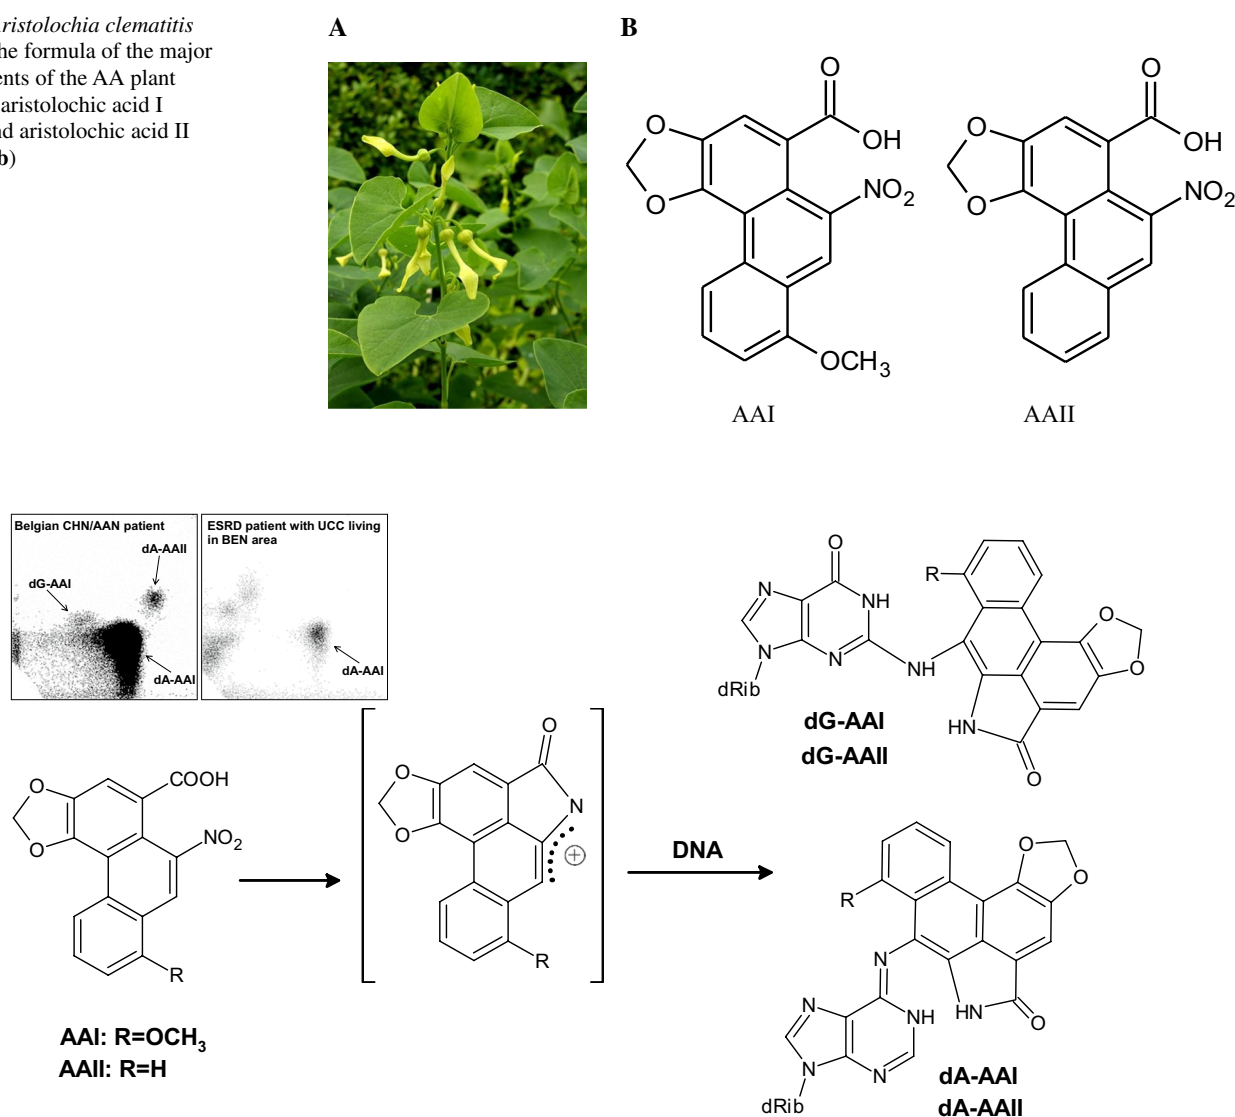 ristolochia clematitis
he formula of the major
ents of the AA plant
aristolochic acid I
nd aristolochic acid II
b)
A
B
O
OH
O
O
NO2
OCH3
AAI
O
OH
O
O
NO2
AAII
Belgian CHN/AAN patient
dA-AAII
dG-AAI
dA-AAI
ESRD patient with UCC living
in BEN area
dA-AAI
O
O
COOH
NO2
R
AAI: R=OCH3
AAII: R=H
O
O
O
N
+
R
DNA
O
N
NH
N
N
NH
dRib
R
O
O
HN
O
dG-AAI
dG-AAII
O
O
R
N
HN
O
N
NH
N
N
dRib
dA-AAI
dA-AAII